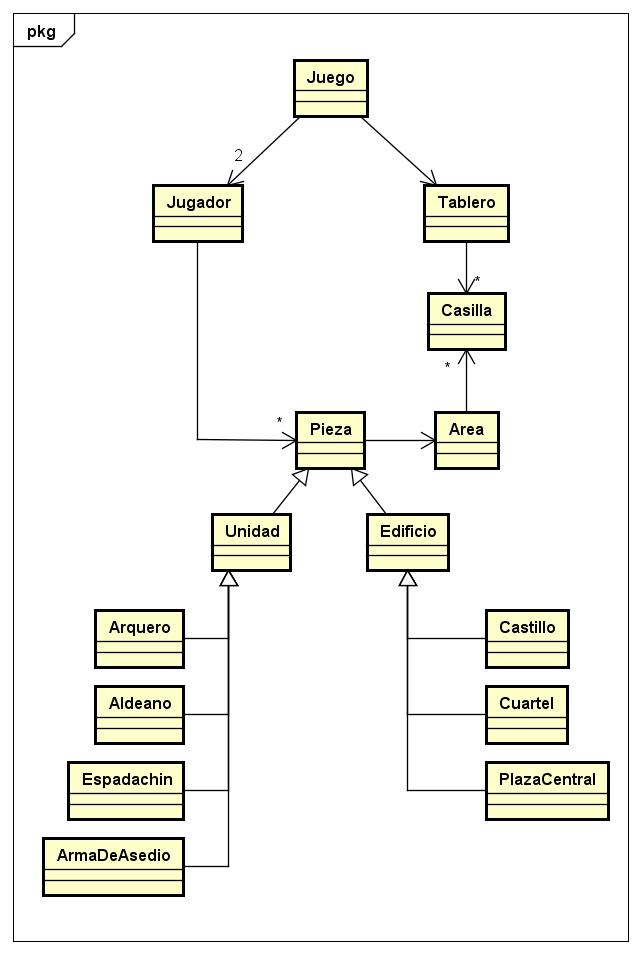 pkg
Juego
2
Jugador
Tablero
*
Casilla
*
*
Pieza
Area
Unidad
Edificio
Arquero
Castillo
Aldeano
Cuartel
Espadachin
PlazaCentral
ArmaDeAsedio